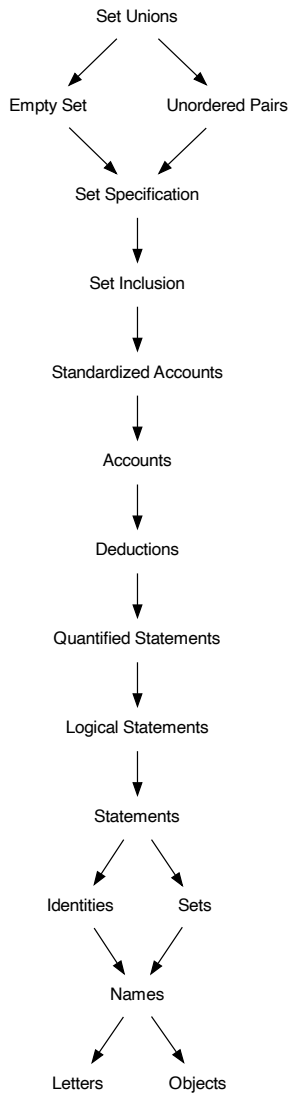 Set Unions
Empty Set
Unordered Pairs
Set Specification
Set Inclusion
Standardized Accounts
Accounts
Deductions
Quantified Statements
Logical Statements
Statements
Identities
Sets
Names
Letters
Objects